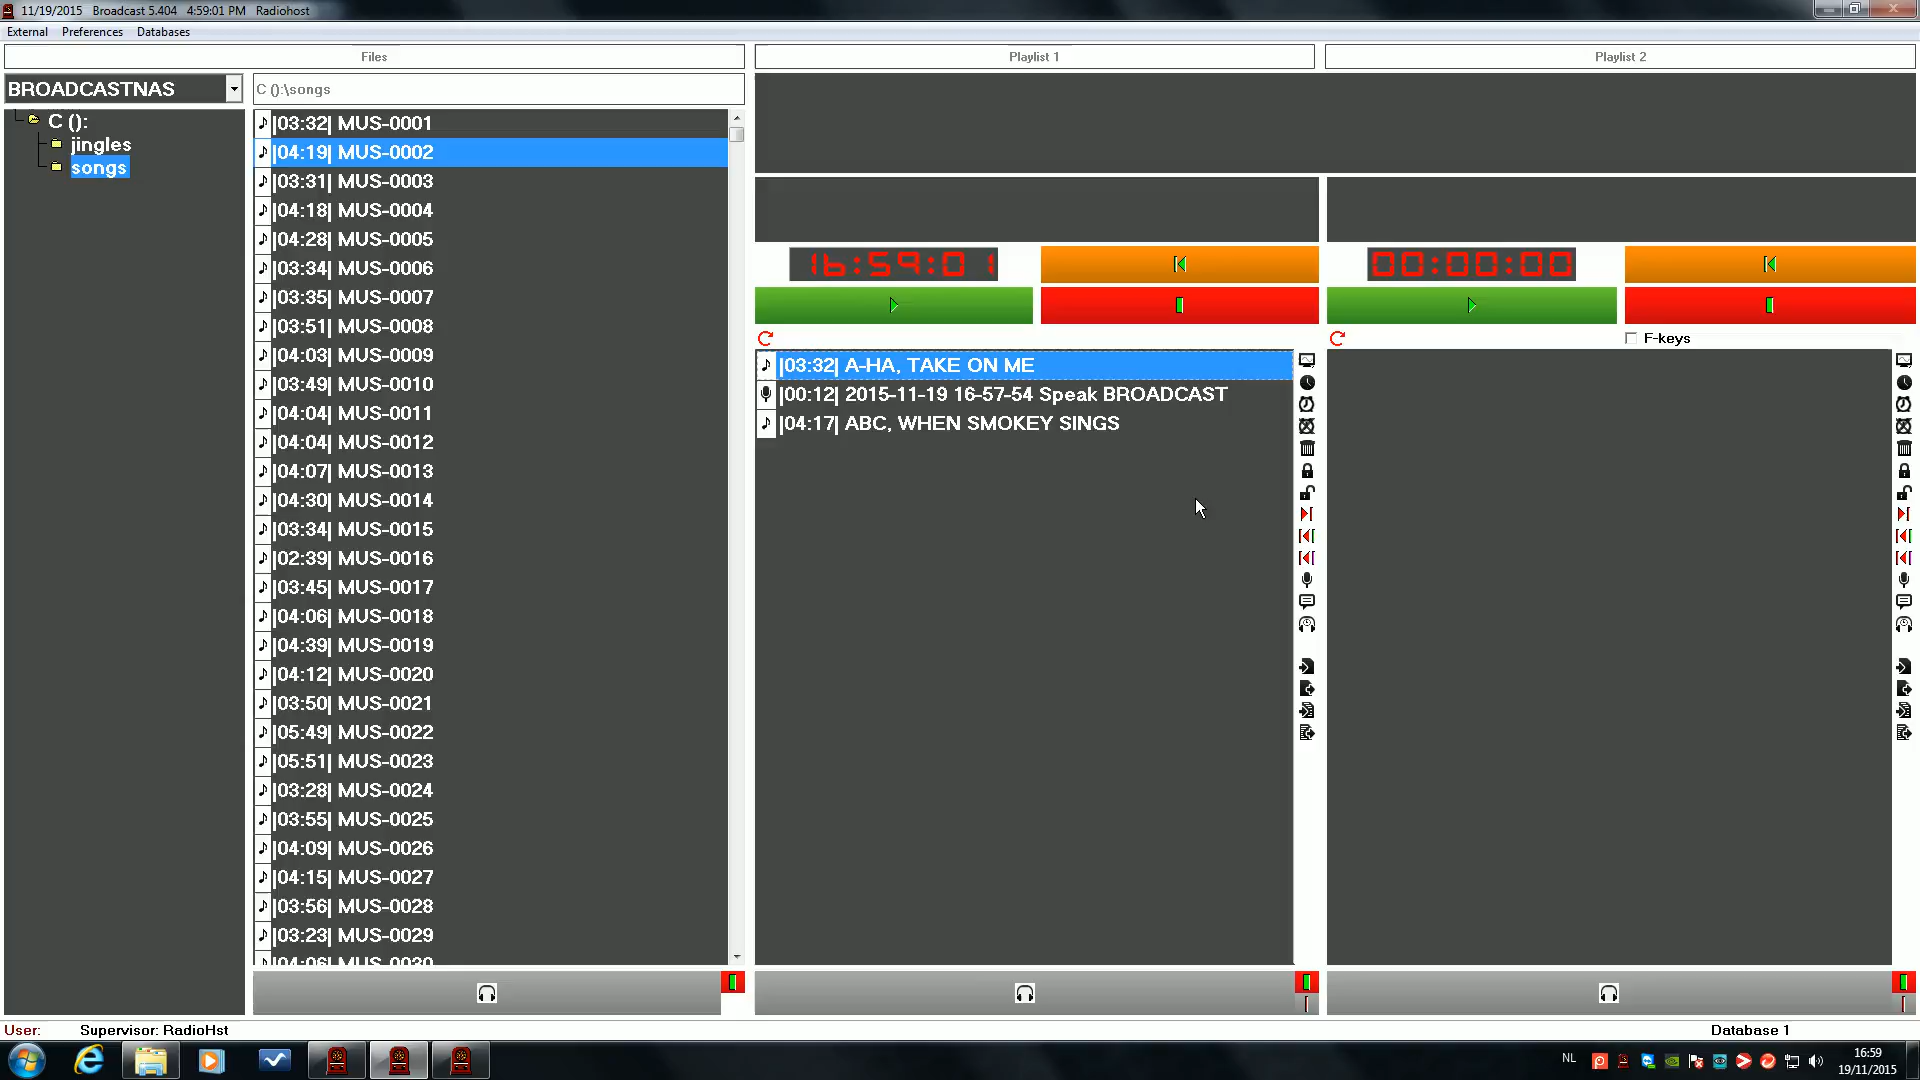 11/19/2015 Broadcast 5.404 4:59:01 PM Radiohost
External Preferences Databases
Files
Playlist 1
Playlist 2
BROADCASTNAS
C ():\songs
C ():
jingles
songs
|03:32| MUS-0001
|04:19| MUS-0002
|03:31| MUS-0003
|04:18| MUS-0004
|04:28| MUS-0005
|03:34| MUS-0006
|03:35| MUS-0007
|03:51| MUS-0008
|04:03| MUS-0009
|03:49| MUS-0010
|04:04| MUS-0011
|04:04| MUS-0012
|04:07| MUS-0013
|04:30| MUS-0014
|03:34| MUS-0015
|02:39| MUS-0016
|03:45| MUS-0017
|04:06| MUS-0018
|04:39| MUS-0019
|04:12| MUS-0020
|03:50| MUS-0021
|05:49| MUS-0022
|05:51| MUS-0023
|03:28| MUS-0024
|03:55| MUS-0025
|04:09| MUS-0026
|04:15| MUS-0027
|03:56| MUS-0028
|03:23| MUS-0029
|04:06| MUS-0030
16:59:01
00:00:00
F-keys
|03:32| A-HA, TAKE ON ME
|00:12| 2015-11-19 16-57-54 Speak BROADCAST
|04:17| ABC, WHEN SMOKEY SINGS
User: Supervisor: RadioHst
Database 1
NL
16:59
19/11/2015